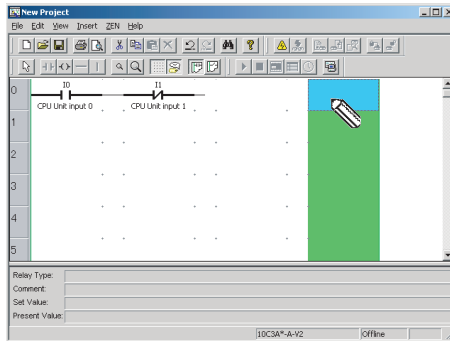 New Project
File Edit View Insert ZEN Help
0
I0 I1
CPU Unit input 0 CPU Unit input 1
1
2
3
4
5
Relay Type:
Comment:
Set Value:
Present Value:
10C3A*-A-V2 Offline